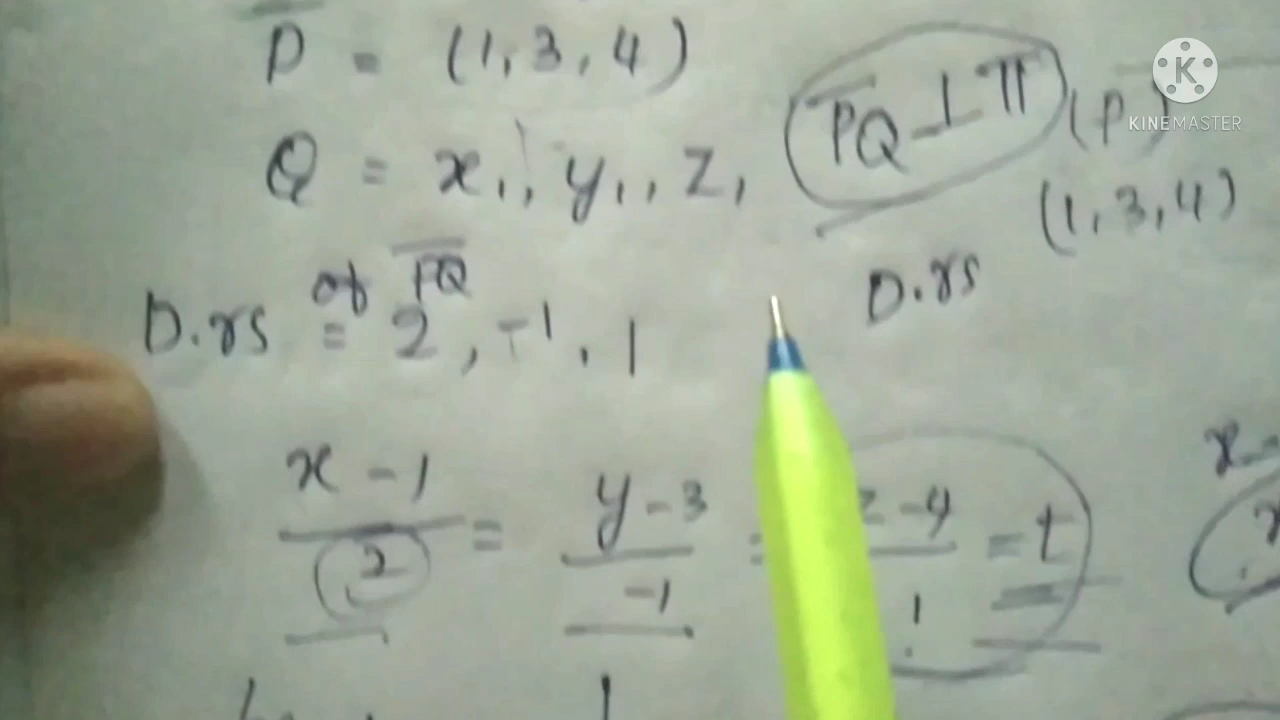 P = (1, 3, 4)
Q = x₁, y₁, z₁
PQ ⊥ π (P)
(1, 3, 4)
D.rs of PQ = 2, -1, 1
D.rs
x - 1 / 2 = y - 3 / -1 = z - 4 / 1 = t
K
KINEMASTER